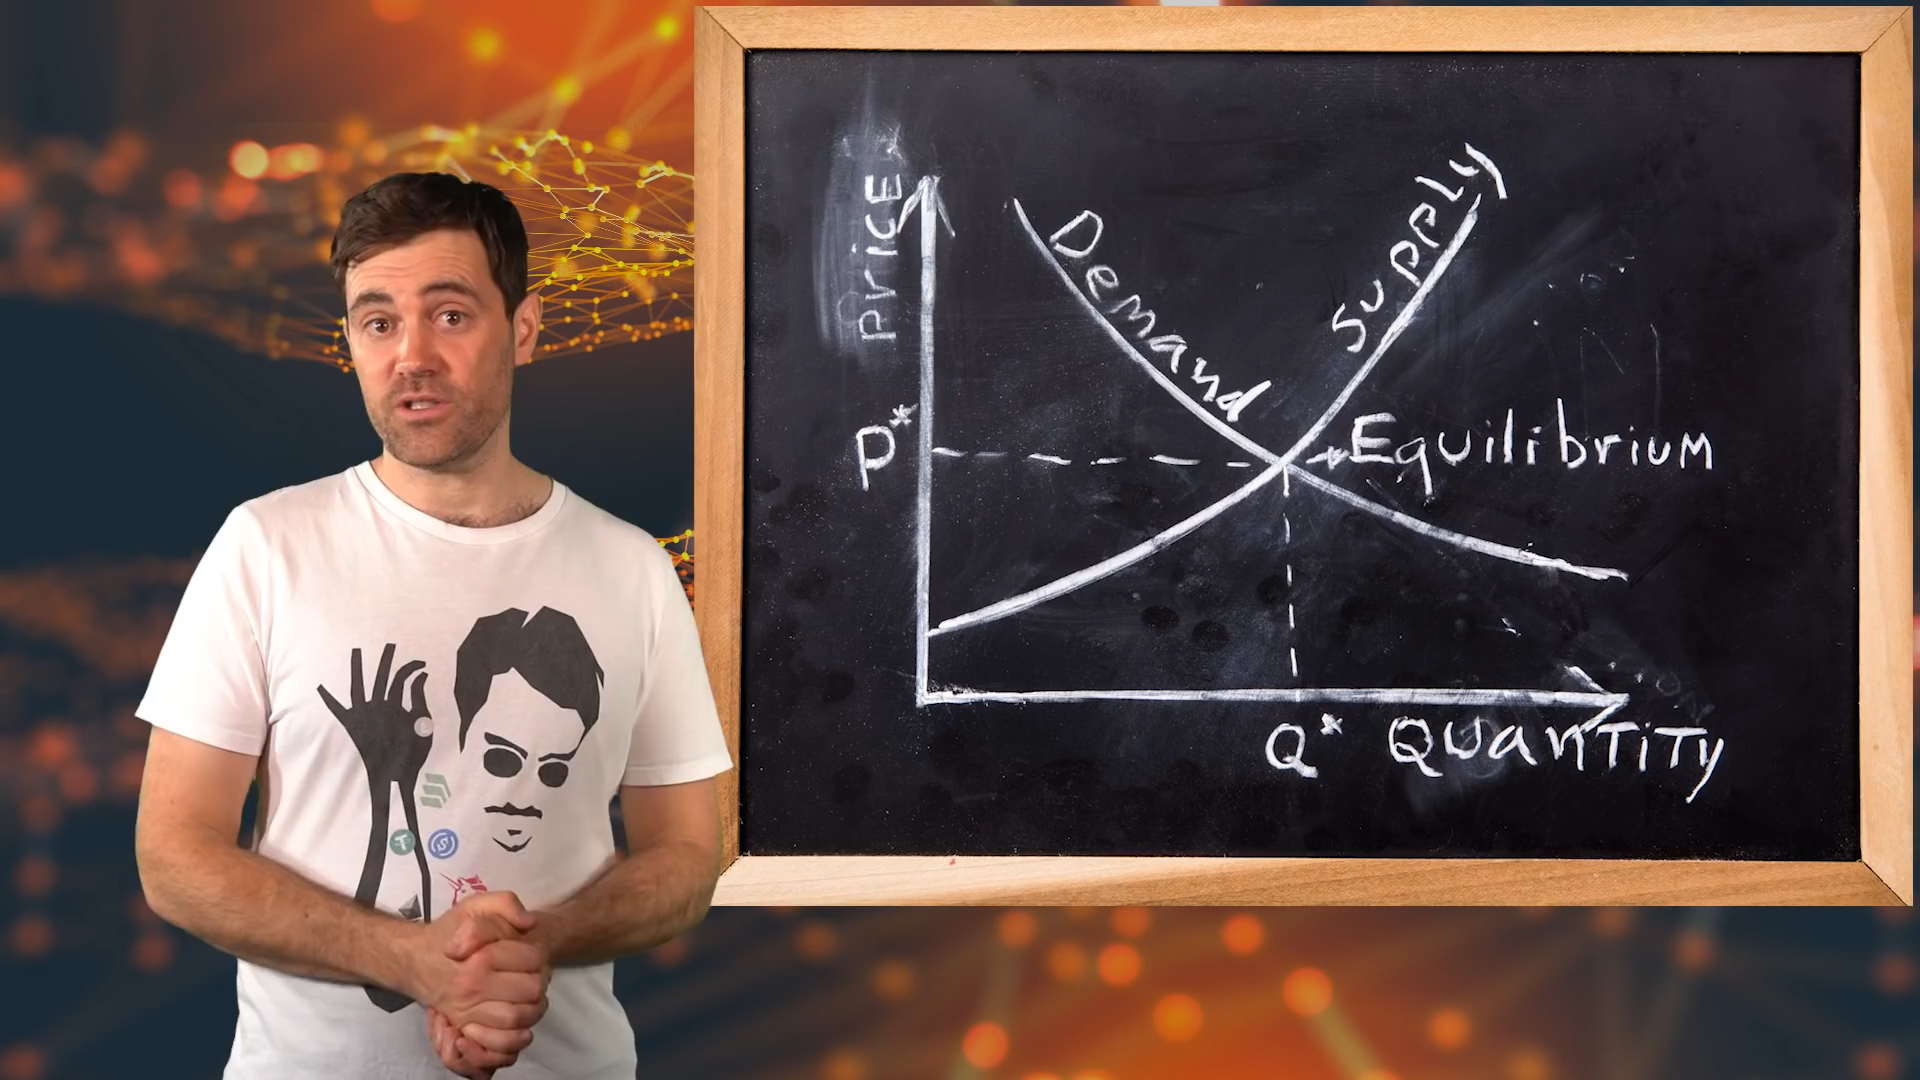 Price
Demand
Supply
P*
Equilibrium
Q* Quantity